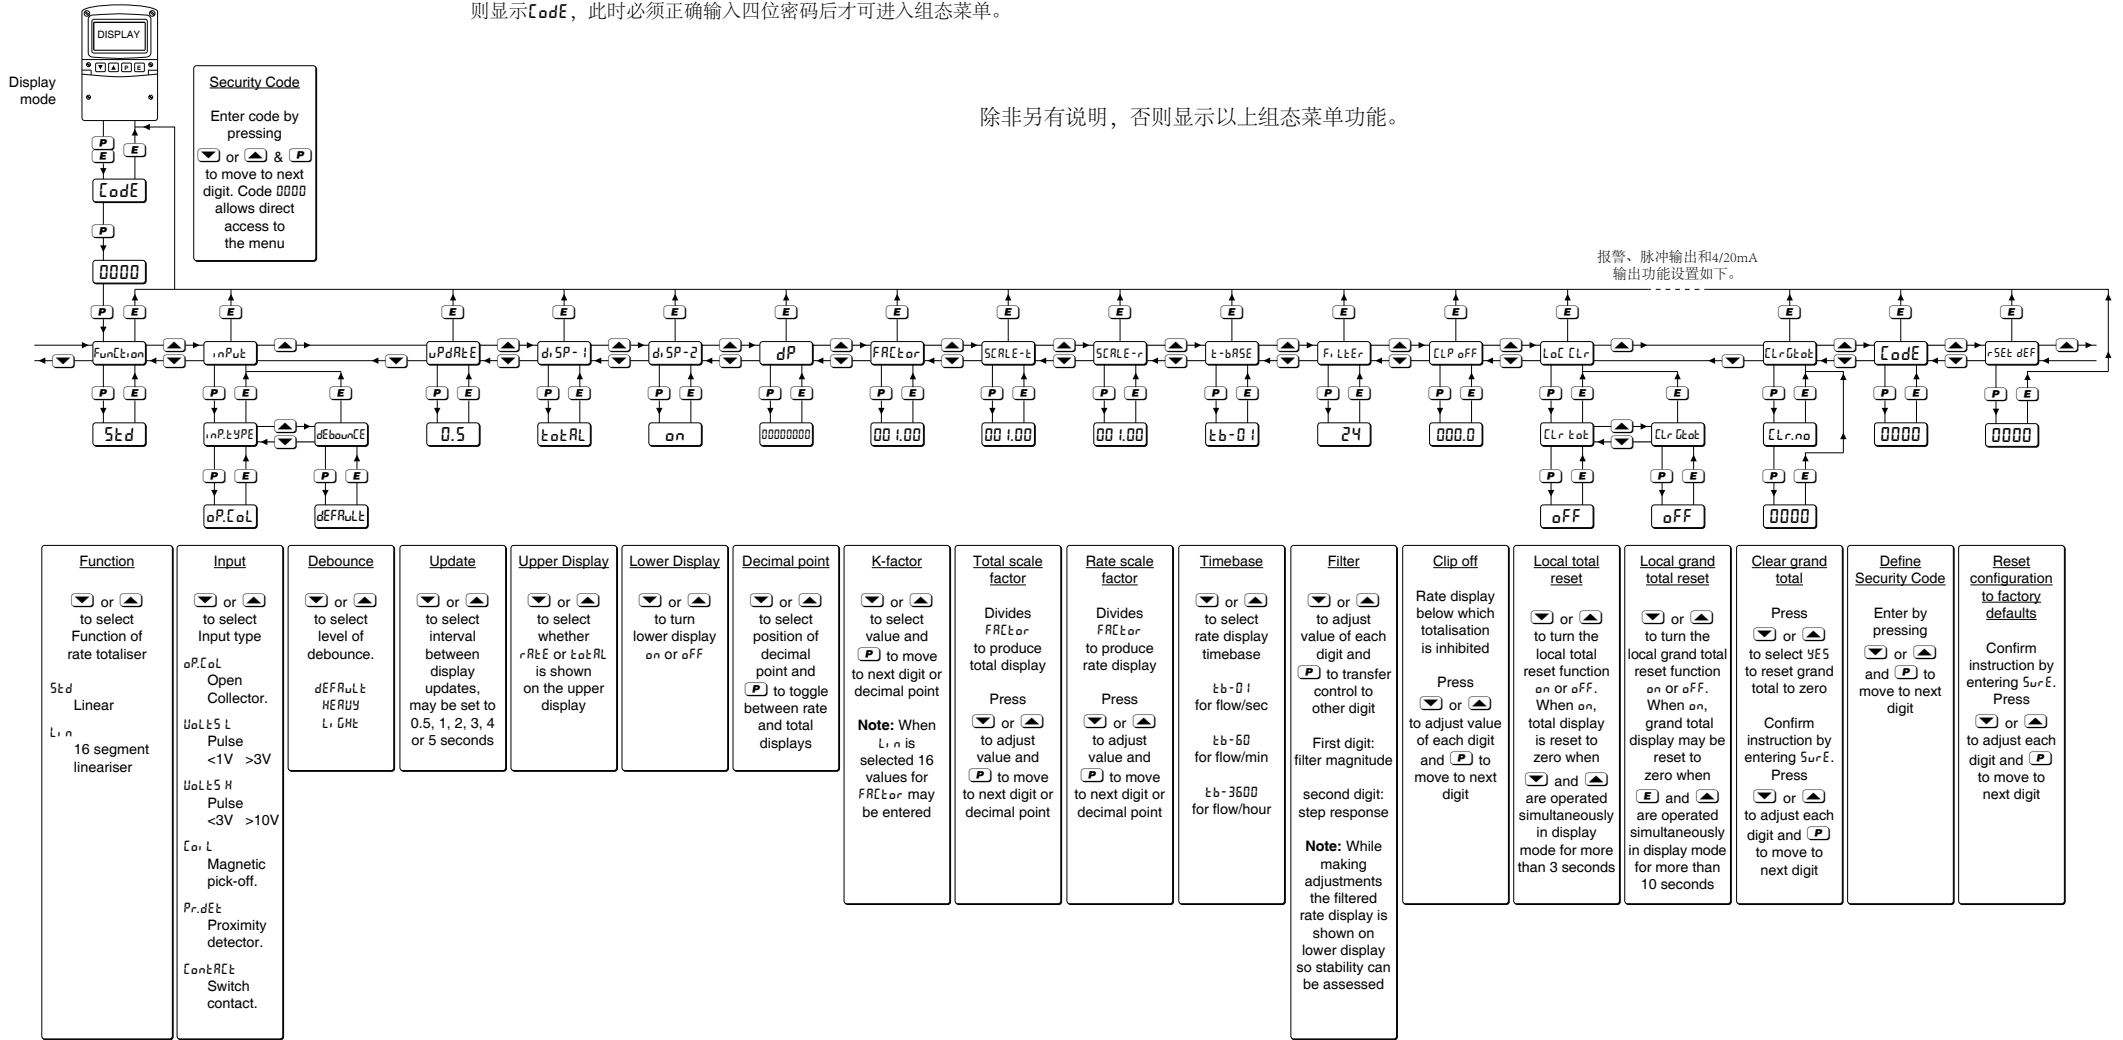 则显示CodE，此时必须正确输入四位密码后才可进入组态菜单。
DISPLAY
▼ ▲ P E
Display
mode
Security Code
Enter code by
pressing
▼ or ▲ & P
to move to next
digit. Code 0000
allows direct
access to
the menu
除非另有说明，否则显示以上组态菜单功能。
报警、脉冲输出和4/20mA
输出功能设置如下。
P
E
E
CodE
P
0000
P E E E E E E E E E E E E E E E E E
FunCtion inPut uPdAtE diSP-1 diSP-2 dP FACtor SCALE-t SCALE-r t-bASE FiLtEr CLP oFF LoC CLr CLr Gtot CodE rSEt dEF
P E P E E P E P E P E P E P E P E P E P E P E P E P E E P E P E P E
Std inP.tYPE dEbounCE 0.5 totAL on 00000000 001.00 001.00 001.00 tb-01 24 000.0 CLr tot CLr Gtot CLr.no 0000 0000
P E P E P E P E P E
oP.CoL dEFAuLt oFF oFF 0000
Function
▼ or ▲
to select
Function of
rate totaliser
Std
Linear
Lin
16 segment
lineariser
Input
▼ or ▲
to select
Input type
oP.CoL
Open
Collector.
VoLtS L
Pulse
<1V >3V
VoLtS H
Pulse
<3V >10V
CoiL
Magnetic
pick-off.
Pr.dEt
Proximity
detector.
ContACt
Switch
contact.
Debounce
▼ or ▲
to select
level of
debounce.
dEFAuLt
HEAVY
LiGHt
Update
▼ or ▲
to select
interval
between
display
updates,
may be set to
0.5, 1, 2, 3, 4
or 5 seconds
Upper Display
▼ or ▲
to select
whether
rAtE or totAL
is shown
on the upper
display
Lower Display
▼ or ▲
to turn
lower display
on or oFF
Decimal point
▼ or ▲
to select
position of
decimal
point and
P to toggle
between rate
and total
displays
K-factor
▼ or ▲
to select
value and
P to move
to next digit or
decimal point
Note: When
Lin is
selected 16
values for
FACtor may
be entered
Total scale
factor
Divides
FACtor
to produce
total display
Press
▼ or ▲
to adjust
value and
P to move
to next digit or
decimal point
Rate scale
factor
Divides
FACtor
to produce
rate display
Press
▼ or ▲
to adjust
value and
P to move
to next digit or
decimal point
Timebase
▼ or ▲
to select
rate display
timebase
tb-01
for flow/sec
tb-60
for flow/min
tb-3600
for flow/hour
Filter
▼ or ▲
to adjust
value of each
digit and
P to transfer
control to
other digit
First digit:
filter magnitude
second digit:
step response
Note: While
making
adjustments
the filtered
rate display is
shown on
lower display
so stability can
be assessed
Clip off
Rate display
below which
totalisation
is inhibited
Press
▼ or ▲
to adjust value
of each digit
and P to
move to next
digit
Local total
reset
▼ or ▲
to turn the
local total
reset function
on or oFF.
When on,
total display
is reset to
zero when
▼ and ▲
are operated
simultaneously
in display
mode for more
than 3 seconds
Local grand
total reset
▼ or ▲
to turn the
local grand total
reset function
on or oFF.
When on,
grand total
display may be
reset to
zero when
E and ▲
are operated
simultaneously
in display mode
for more than
10 seconds
Clear grand
total
Press
▼ or ▲
to select YES
to reset grand
total to zero
Confirm
instruction by
entering SurE.
Press
▼ or ▲
to adjust each
digit and P
to move to
next digit
Define
Security Code
Enter by
pressing
▼ or ▲
and P to
move to next
digit
Reset
configuration
to factory
defaults
Confirm
instruction by
entering SurE.
Press
▼ or ▲
to adjust each
digit and P
to move to
next digit